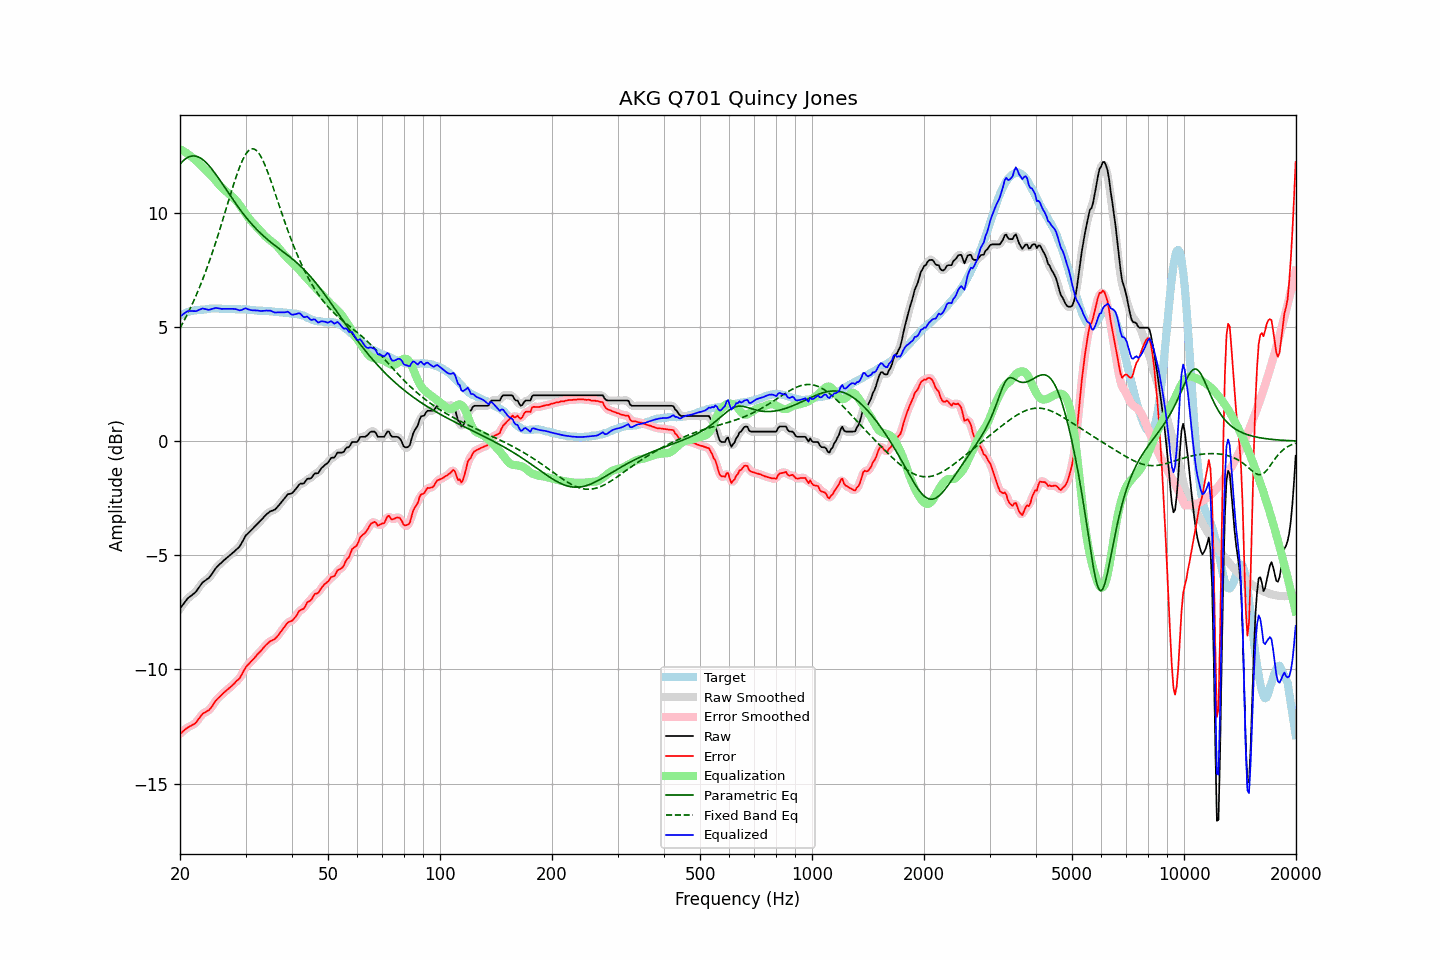 AKG Q701 Quincy Jones
Amplitude (dBr)
10
5
0
−5
−10
−15
Target
Raw Smoothed
Error Smoothed
Raw
Error
Equalization
Parametric Eq
Fixed Band Eq
Equalized
20 50 100 200 500 1000 2000 5000 10000 20000
Frequency (Hz)